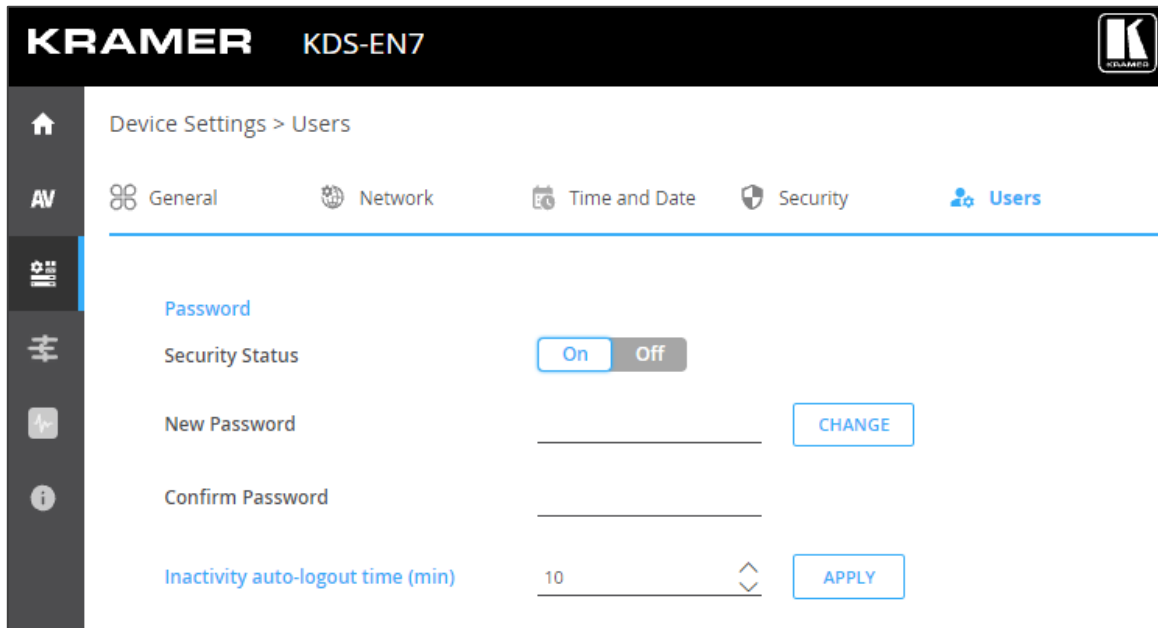 KRAMER KDS-EN7
KRAMER
Device Settings > Users
AV
General Network Time and Date Security Users
Password
Security Status On Off
New Password CHANGE
Confirm Password
Inactivity auto-logout time (min) 10 APPLY